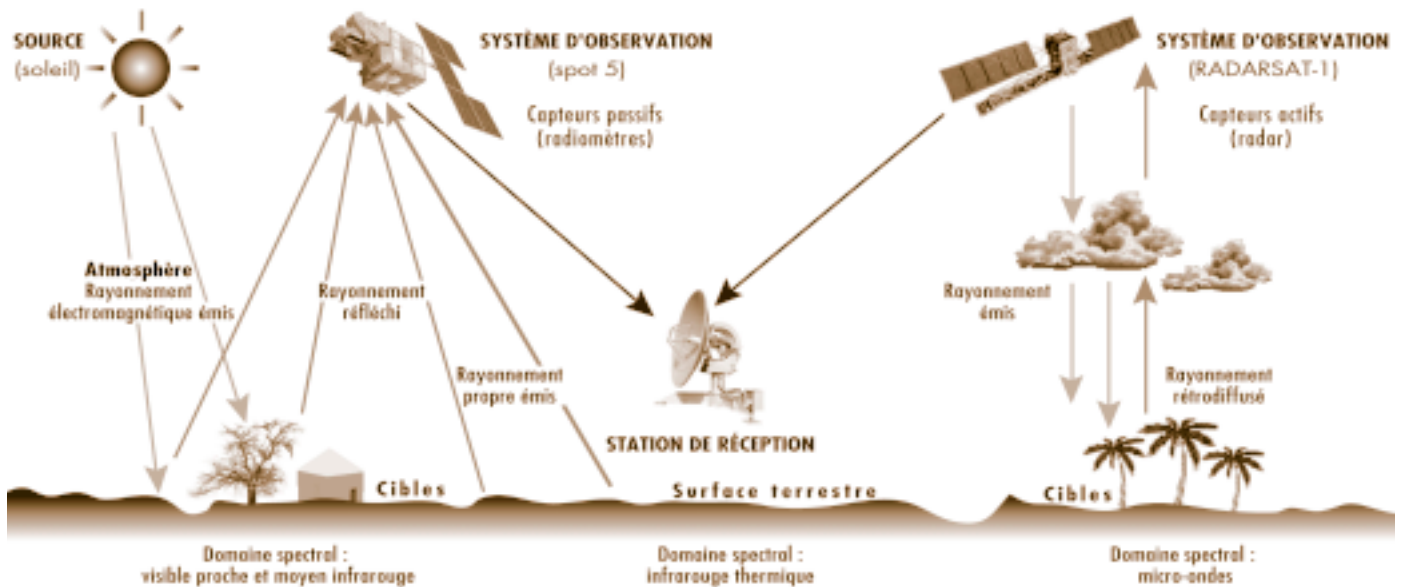 SOURCE
(soleil)
SYSTÈME D'OBSERVATION
(spot 5)
Capteurs passifs
(radiomètres)
SYSTÈME D'OBSERVATION
(RADARSAT-1)
Capteurs actifs
(radar)
Atmosphère
Rayonnement
électromagnétique émis
Rayonnement
réfléchi
Rayonnement
propre émis
Rayonnement
émis
Rayonnement
rétrodiffusé
STATION DE RÉCEPTION
Cibles
Surface terrestre
Cibles
Domaine spectral :
visible proche et moyen infrarouge
Domaine spectral :
infrarouge thermique
Domaine spectral :
micro-ondes